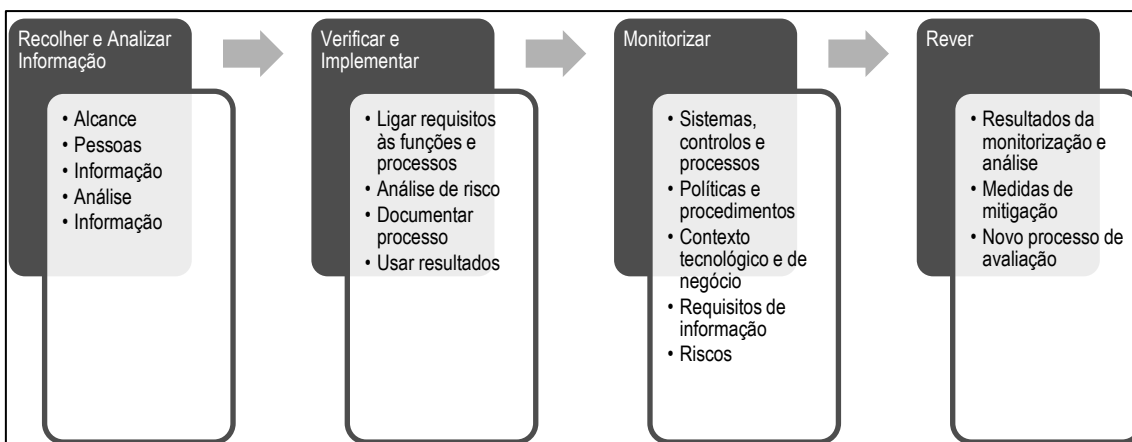 Recolher e Analizar
Informação
• Alcance
• Pessoas
• Informação
• Análise
• Informação
Verificar e
Implementar
• Ligar requisitos
às funções e
processos
• Análise de risco
• Documentar
processo
• Usar resultados
Monitorizar
• Sistemas,
controlos e
processos
• Políticas e
procedimentos
• Contexto
tecnológico e de
negócio
• Requisitos de
informação
• Riscos
Rever
• Resultados da
monitorização e
análise
• Medidas de
mitigação
• Novo processo de
avaliação